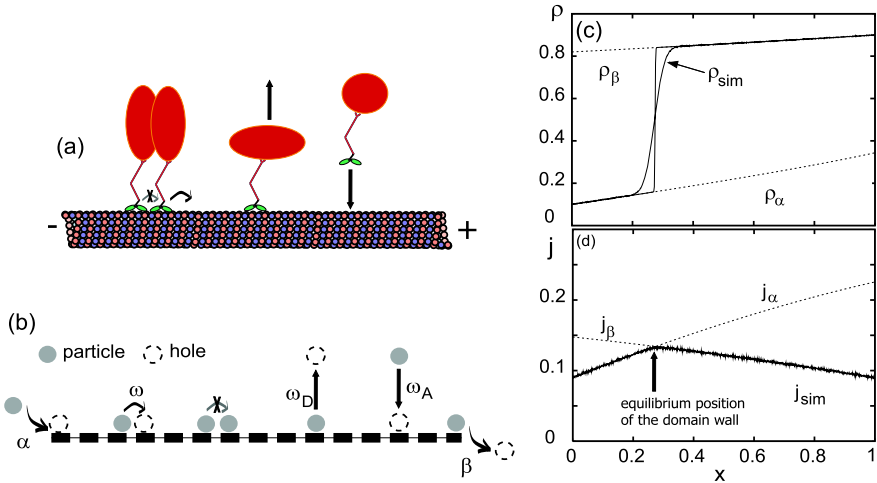 (a)
-
+
(b)
particle
hole
α
ω
ω_D
ω_A
β
ρ
(c)
1
0.8
0.6
0.4
0.2
0
ρ_β
ρ_sim
ρ_α
j
(d)
0.2
0.1
0
j_α
j_β
j_sim
equilibrium position
of the domain wall
0 0.2 0.4 0.6 0.8 1
x